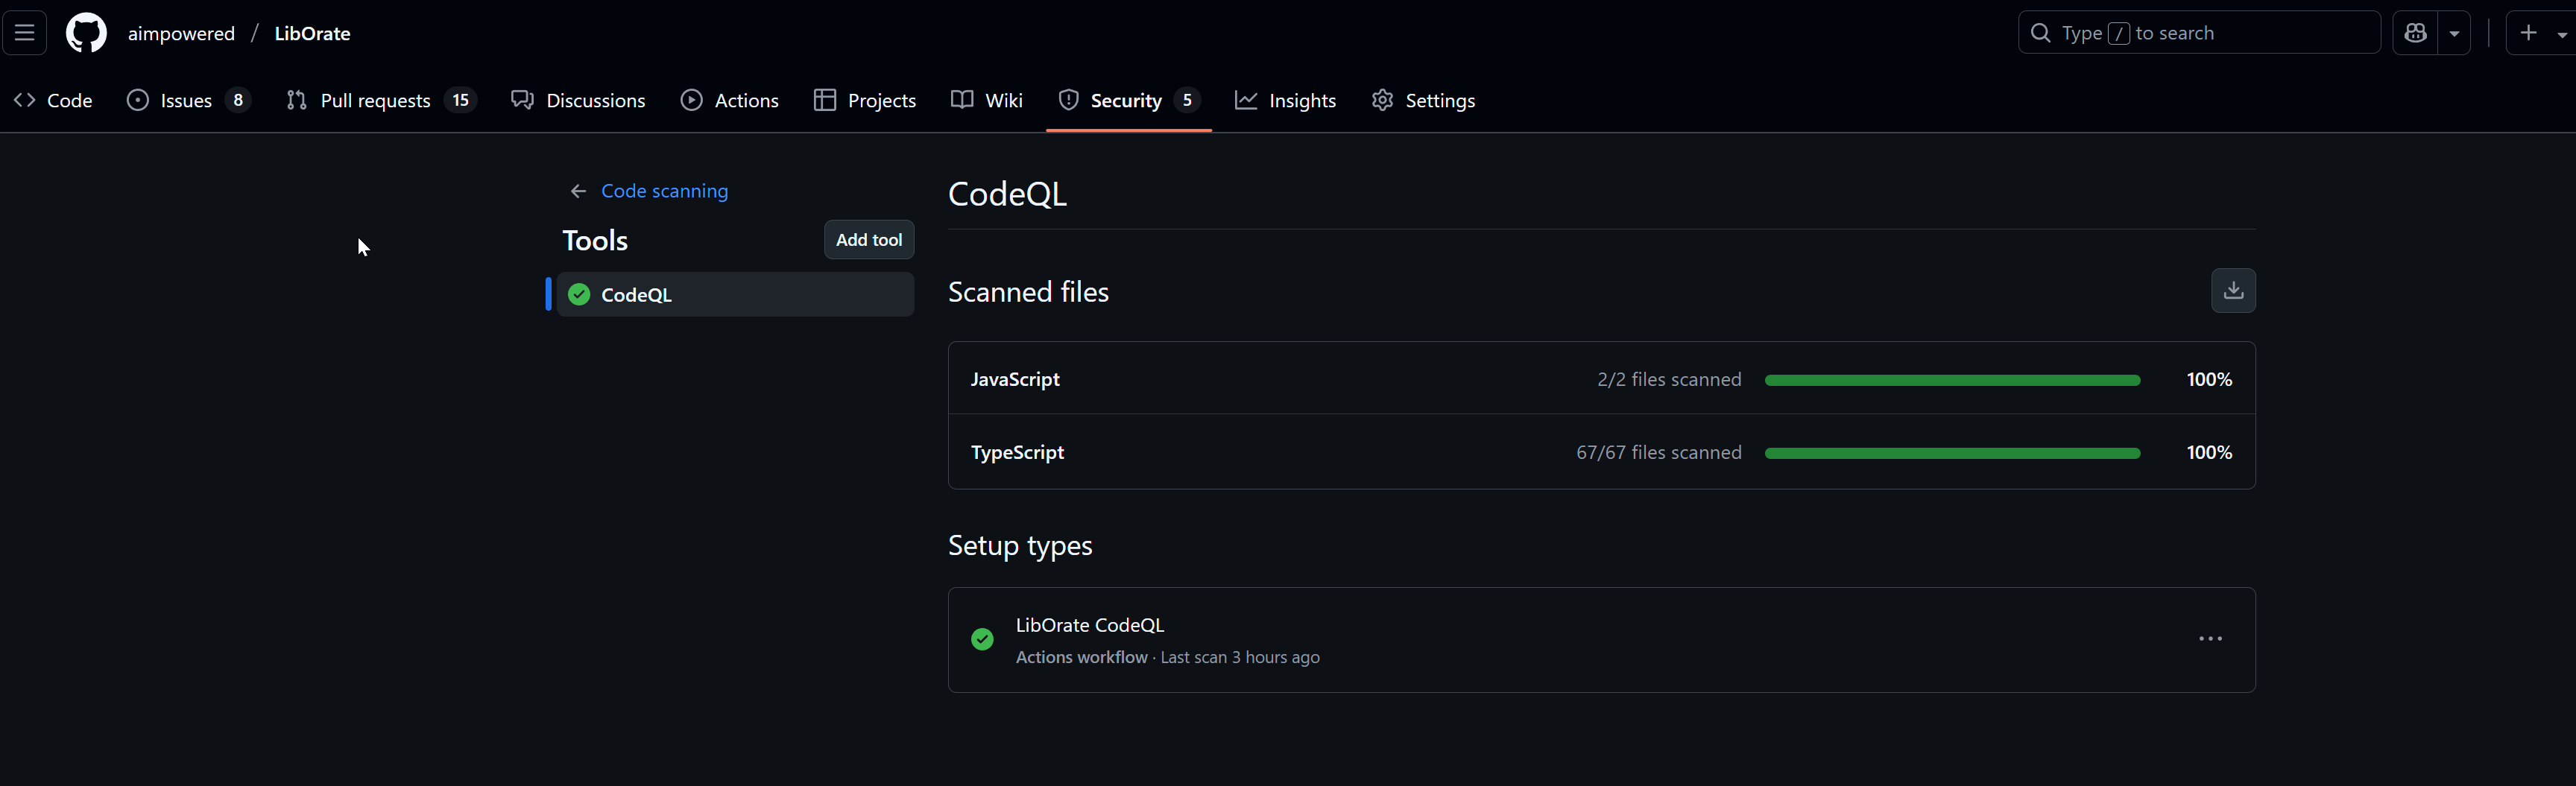 aimpowered / LibOrate
Type / to search
Code Issues 8 Pull requests 15 Discussions Actions Projects Wiki Security 5 Insights Settings
Code scanning
Tools
Add tool
CodeQL
CodeQL
Scanned files
JavaScript 2/2 files scanned 100%
TypeScript 67/67 files scanned 100%
Setup types
LibOrate CodeQL
Actions workflow · Last scan 3 hours ago